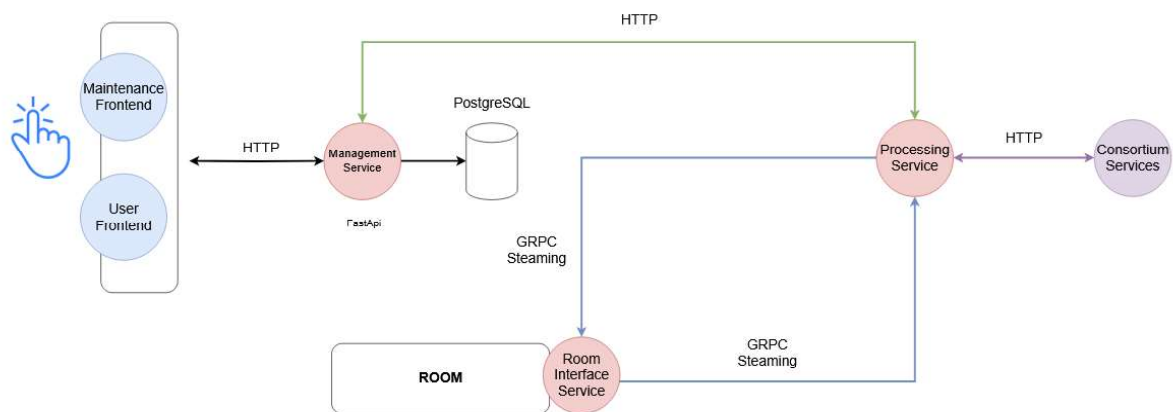 HTTP
Maintenance
Frontend
User
Frontend
HTTP
Management
Service
FastApi
PostgreSQL
Processing
Service
HTTP
Consortium
Services
GRPC
Steaming
ROOM
Room
Interface
Service
GRPC
Steaming